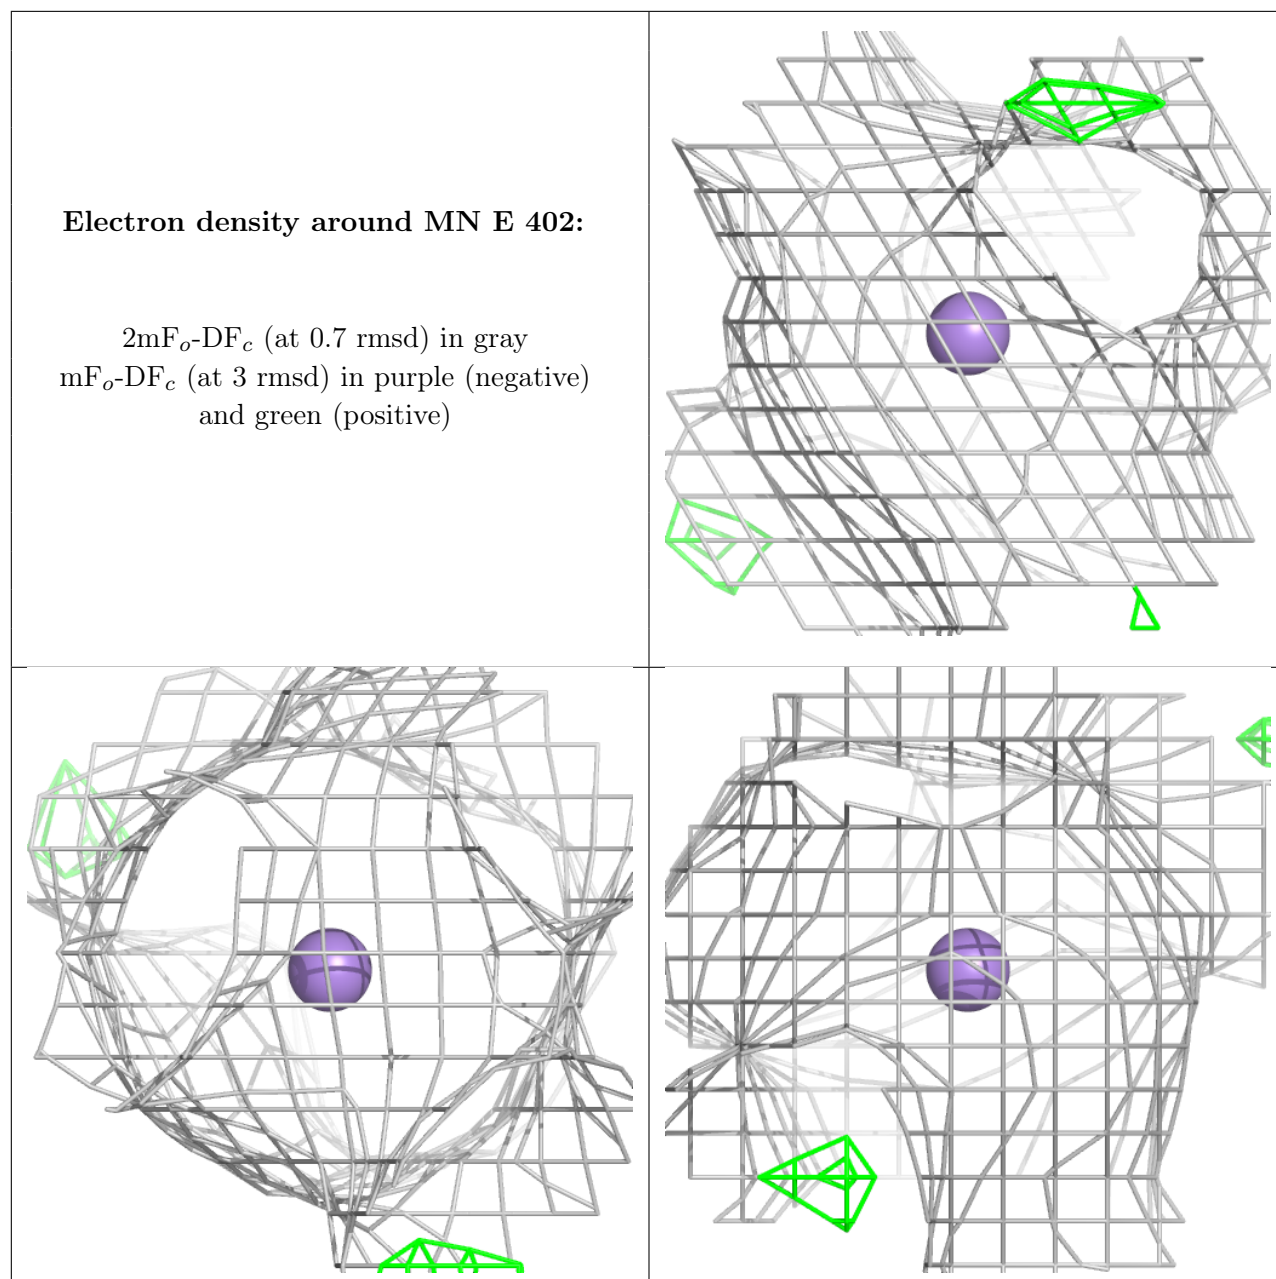 Electron density around MN E 402:
2mFₒ-DF𝒸 (at 0.7 rmsd) in gray
mFₒ-DF𝒸 (at 3 rmsd) in purple (negative)
and green (positive)